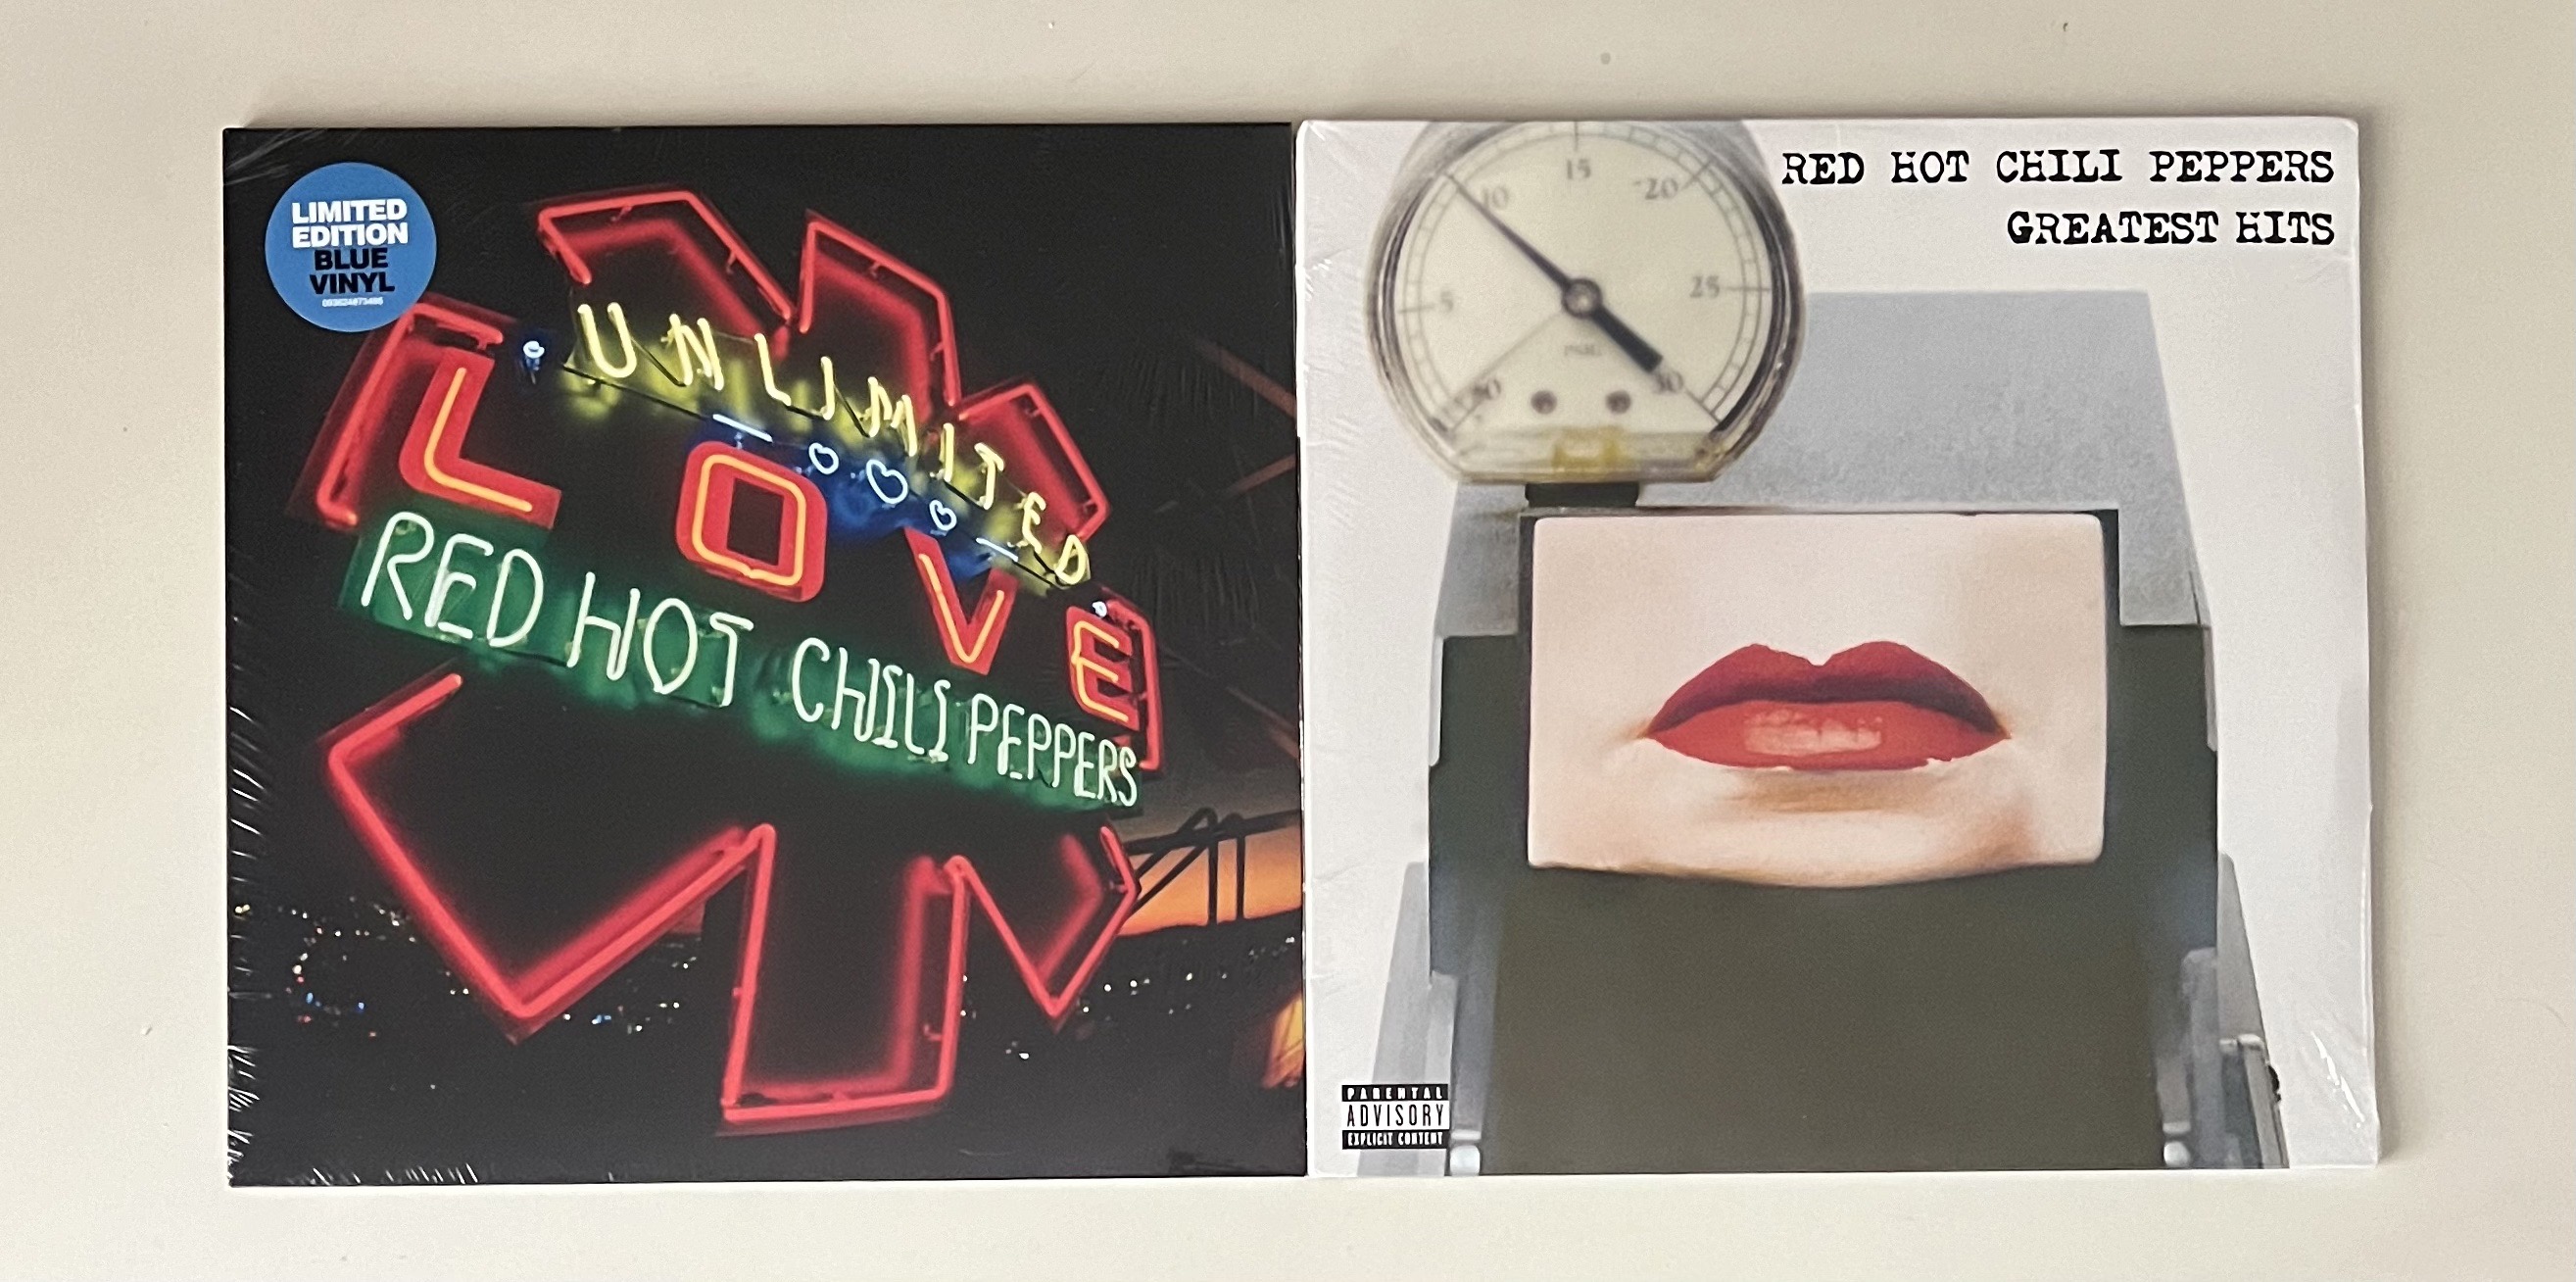 LIMITED
EDITION
BLUE
VINYL
UNLIMITED
LOVE
RED HOT CHILI PEPPERS
RED HOT CHILI PEPPERS
GREATEST HITS
5
10
15
20
25
30
PARENTAL
ADVISORY
EXPLICIT CONTENT